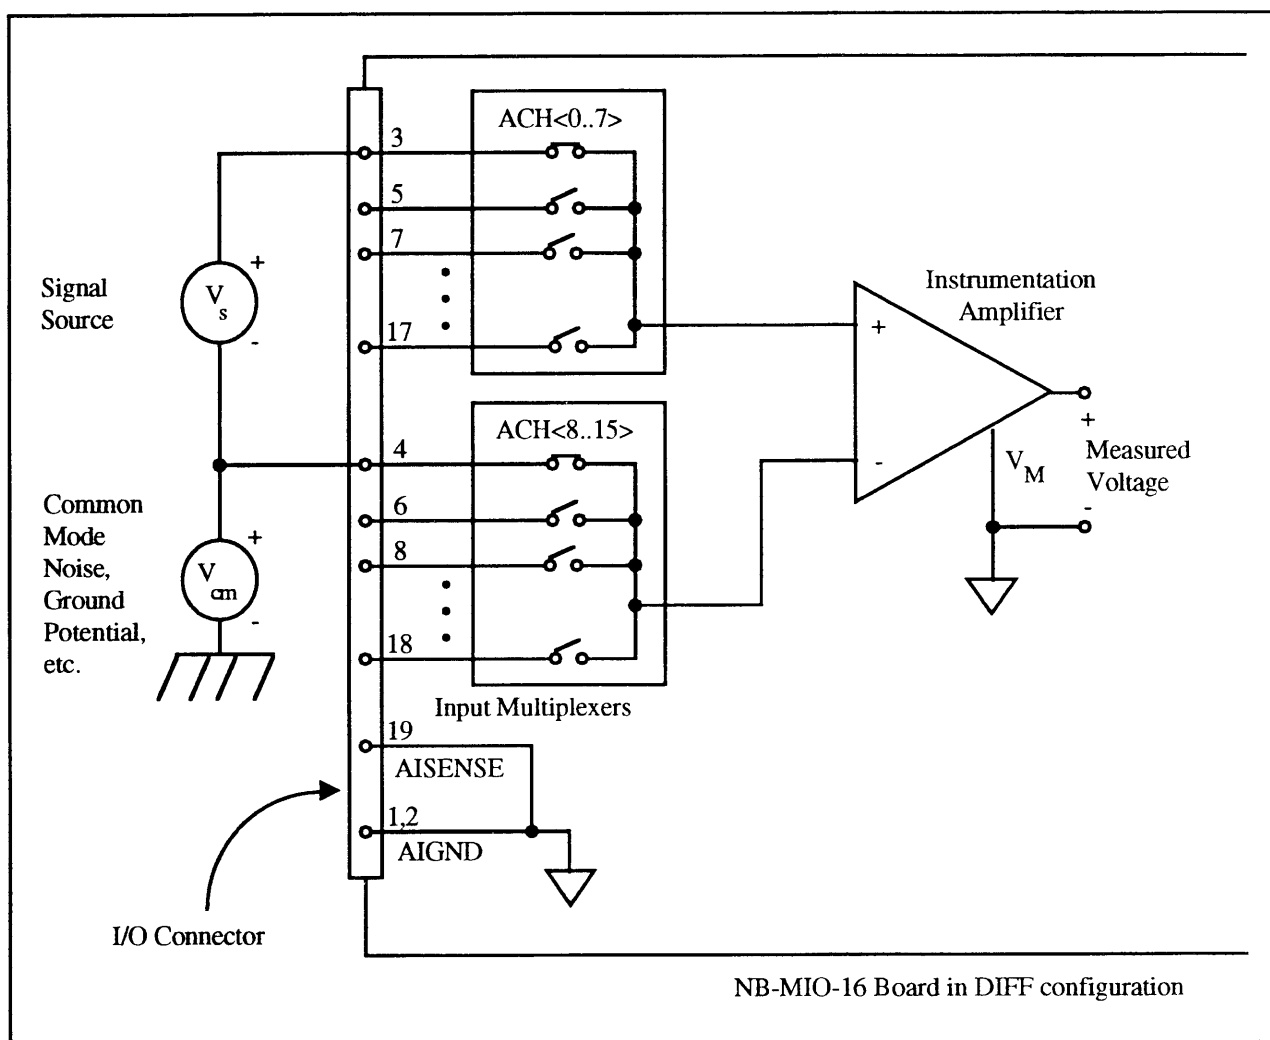 ACH<0..7>
3
5
7
17
+
V
s
-
Signal
Source
Instrumentation
Amplifier
+
-
+
V
M
Measured
Voltage
-
ACH<8..15>
4
6
8
18
Common
Mode
Noise,
Ground
Potential,
etc.
+
V
cm
-
Input Multiplexers
19
AISENSE
1,2
AIGND
I/O Connector
NB-MIO-16 Board in DIFF configuration